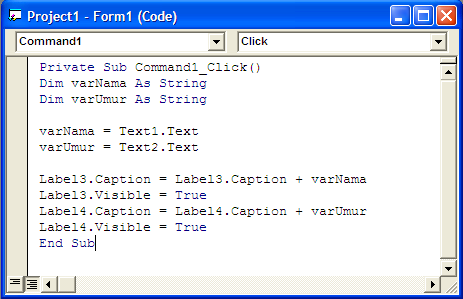 Project1 - Form1 (Code)
Command1 Click
Private Sub Command1_Click()
Dim varNama As String
Dim varUmur As String
varNama = Text1.Text
varUmur = Text2.Text
Label3.Caption = Label3.Caption + varNama
Label3.Visible = True
Label4.Caption = Label4.Caption + varUmur
Label4.Visible = True
End Sub